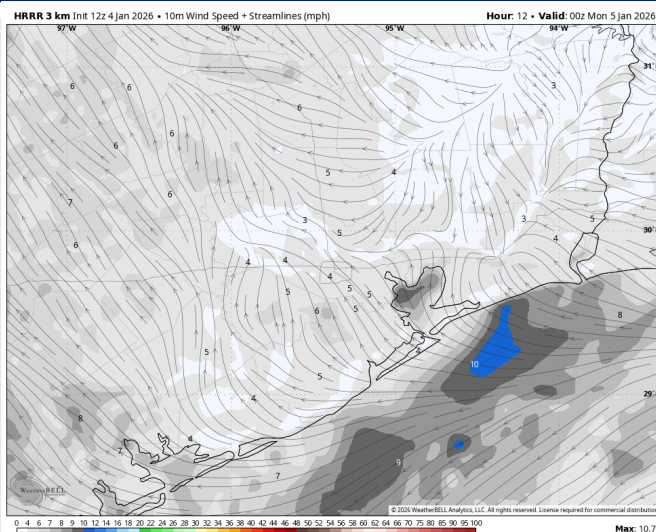 HRRR 3 km Init 12z 4 Jan 2026 • 10m Wind Speed + Streamlines (mph) Hour: 12 • Valid: 00z Mon 5 Jan 2026
97°W 96°W 95°W 94°W
31°
6 6 3
6
6
6
5 4
6
7
3 3 5
6 5 4 30°
4 4
4
5 5 5
6 5 8
5 4
10
5
4 29°
8
4
7
9
7
WEATHERBELL
© 2026 WeatherBELL Analytics, LLC. All rights reserved. License required for commercial distribution
0 4 5 6 7 8 9 10 12 14 16 18 20 22 24 26 28 30 32 34 36 38 40 42 44 46 48 50 52 54 56 58 60 65 70 75 80 85 90 95 100
Max: 10.7